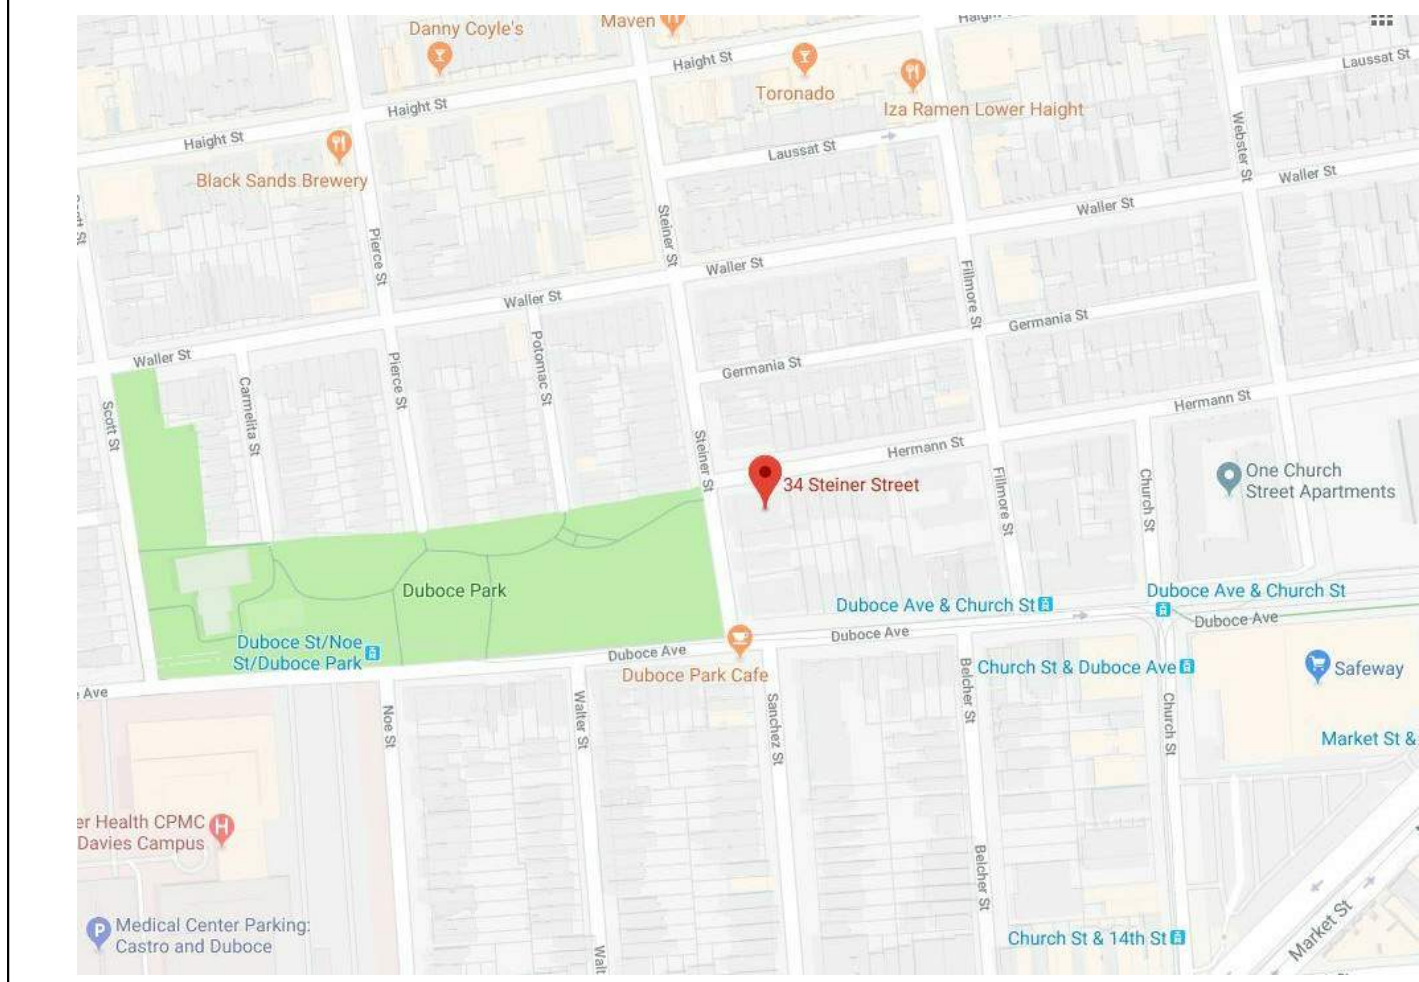 Danny Coyle's
Maven
Haight St
Laussat St
Haight St
Toronado
Iza Ramen Lower Haight
Haight St
Haight St
Black Sands Brewery
Laussat St
Webster St
Waller St
Waller St
Steiner St
Pierce St
Waller St
Fillmore St
Waller St
Germania St
Waller St
Potomac St
Pierce St
Carmelita St
Scott St
Germania St
Hermann St
Steiner St
Hermann St
34 Steiner Street
Fillmore St
Church St
One Church
Street Apartments
Duboce Park
Duboce Ave & Church St
Duboce Ave & Church St
Duboce Ave
Duboce Ave
Duboce St/Noe
St/Duboce Park
Duboce Ave
Duboce Park Cafe
Belcher St
Church St & Duboce Ave
Safeway
Ave
Noe St
Walter St
Sanchez St
Church St
Market St &
er Health CPMC
Davies Campus
H
Belcher St
P
Medical Center Parking:
Castro and Duboce
Church St & 14th St
Market St
Walt